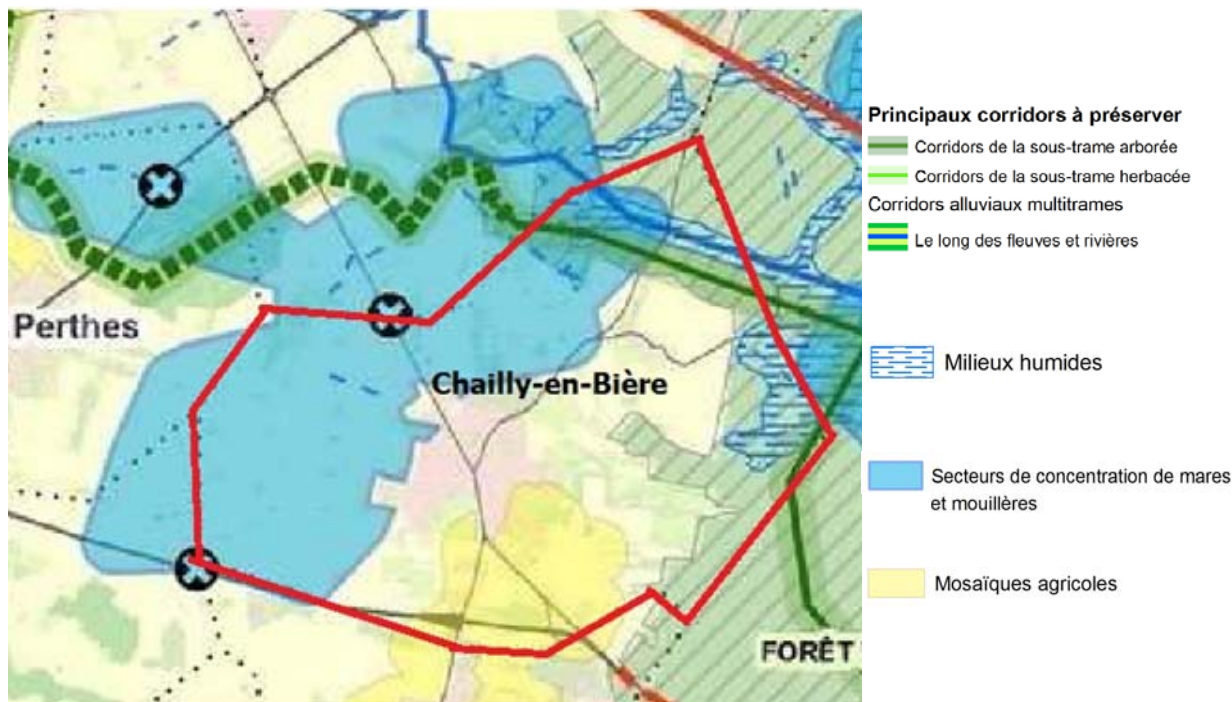 Perthes
Chailly-en-Bière
FORÊT
Principaux corridors à préserver
Corridors de la sous-trame arborée
Corridors de la sous-trame herbacée
Corridors alluviaux multitrames
Le long des fleuves et rivières
Milieux humides
Secteurs de concentration de mares
et mouillères
Mosaïques agricoles